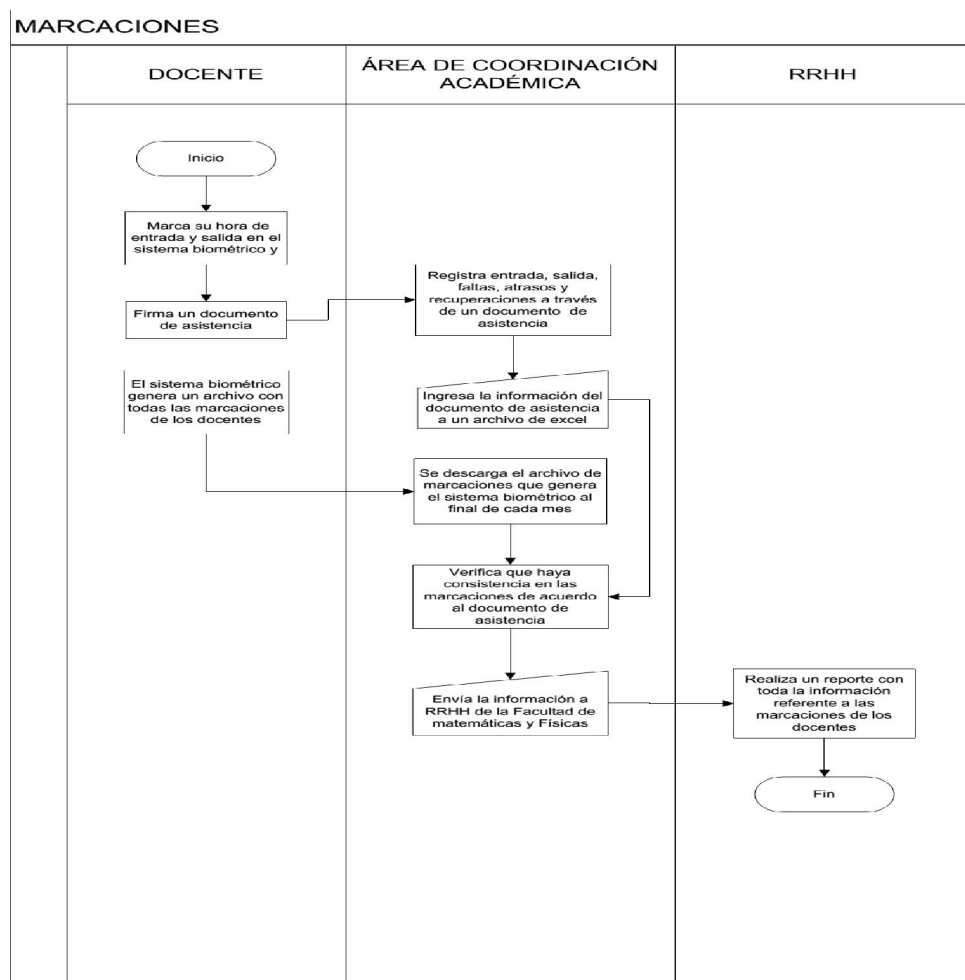 MARCACIONES
DOCENTE
ÁREA DE COORDINACIÓN
ACADÉMICA
RRHH
Inicio
Marca su hora de
entrada y salida en el
sistema biométrico y
Firma un documento
de asistencia
Registra entrada, salida,
faltas, atrasos y
recuperaciones a través
de un documento de
asistencia
El sistema biométrico
genera un archivo con
todas las marcaciones
de los docentes
Ingresa la información del
documento de asistencia
a un archivo de excel
Se descarga el archivo de
marcaciones que genera
el sistema biométrico al
final de cada mes
Verifica que haya
consistencia en las
marcaciones de acuerdo
al documento de
asistencia
Envía la información a
RRHH de la Facultad de
matemáticas y Físicas
Realiza un reporte con
toda la información
referente a las
marcaciones de los
docentes
Fin